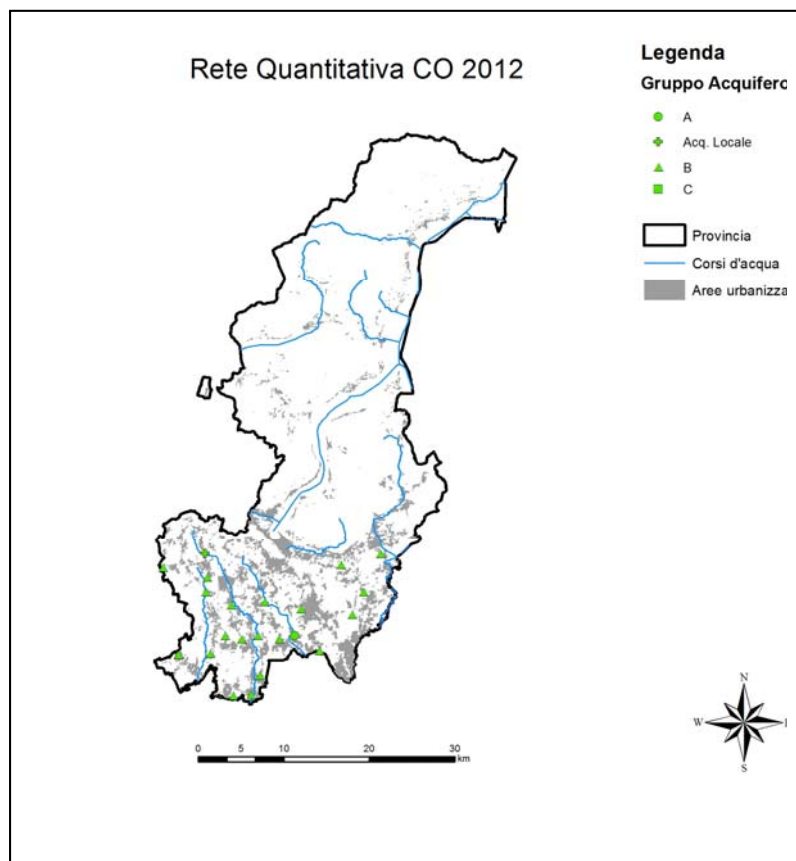 Rete Quantitativa CO 2012
Legenda
Gruppo Acquifero
A
Acq. Locale
B
C
Provincia
Corsi d'acqua
Aree urbanizza
N
W
S
0 5 10 20 30
km